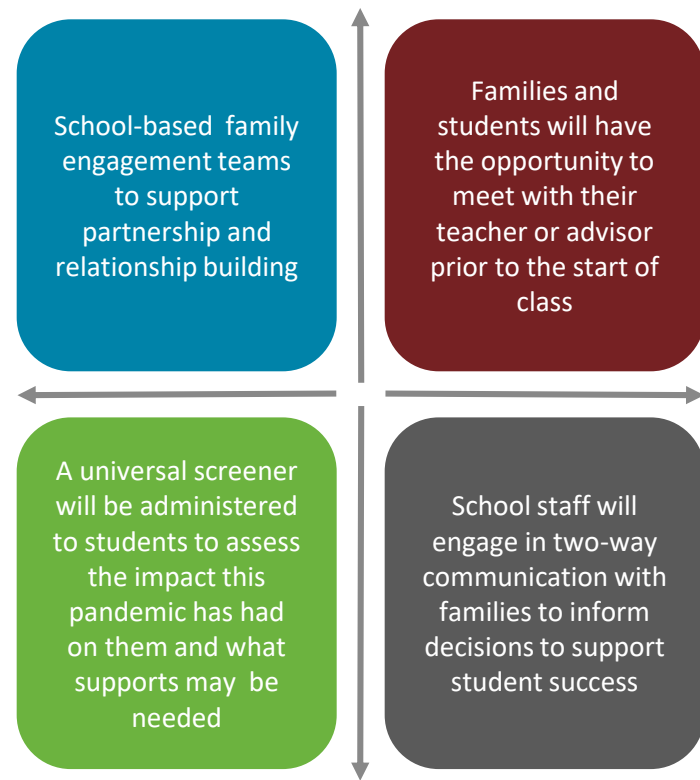 School-based  family
engagement teams
to support
partnership and
relationship building
Families and
students will have
the opportunity to
meet with their
teacher or advisor
prior to the start of
class
A universal screener
will be administered
to students to assess
the impact this
pandemic has had
on them and what
supports may  be
needed
School staff will
engage in two-way
communication with
families to inform
decisions to support
student success